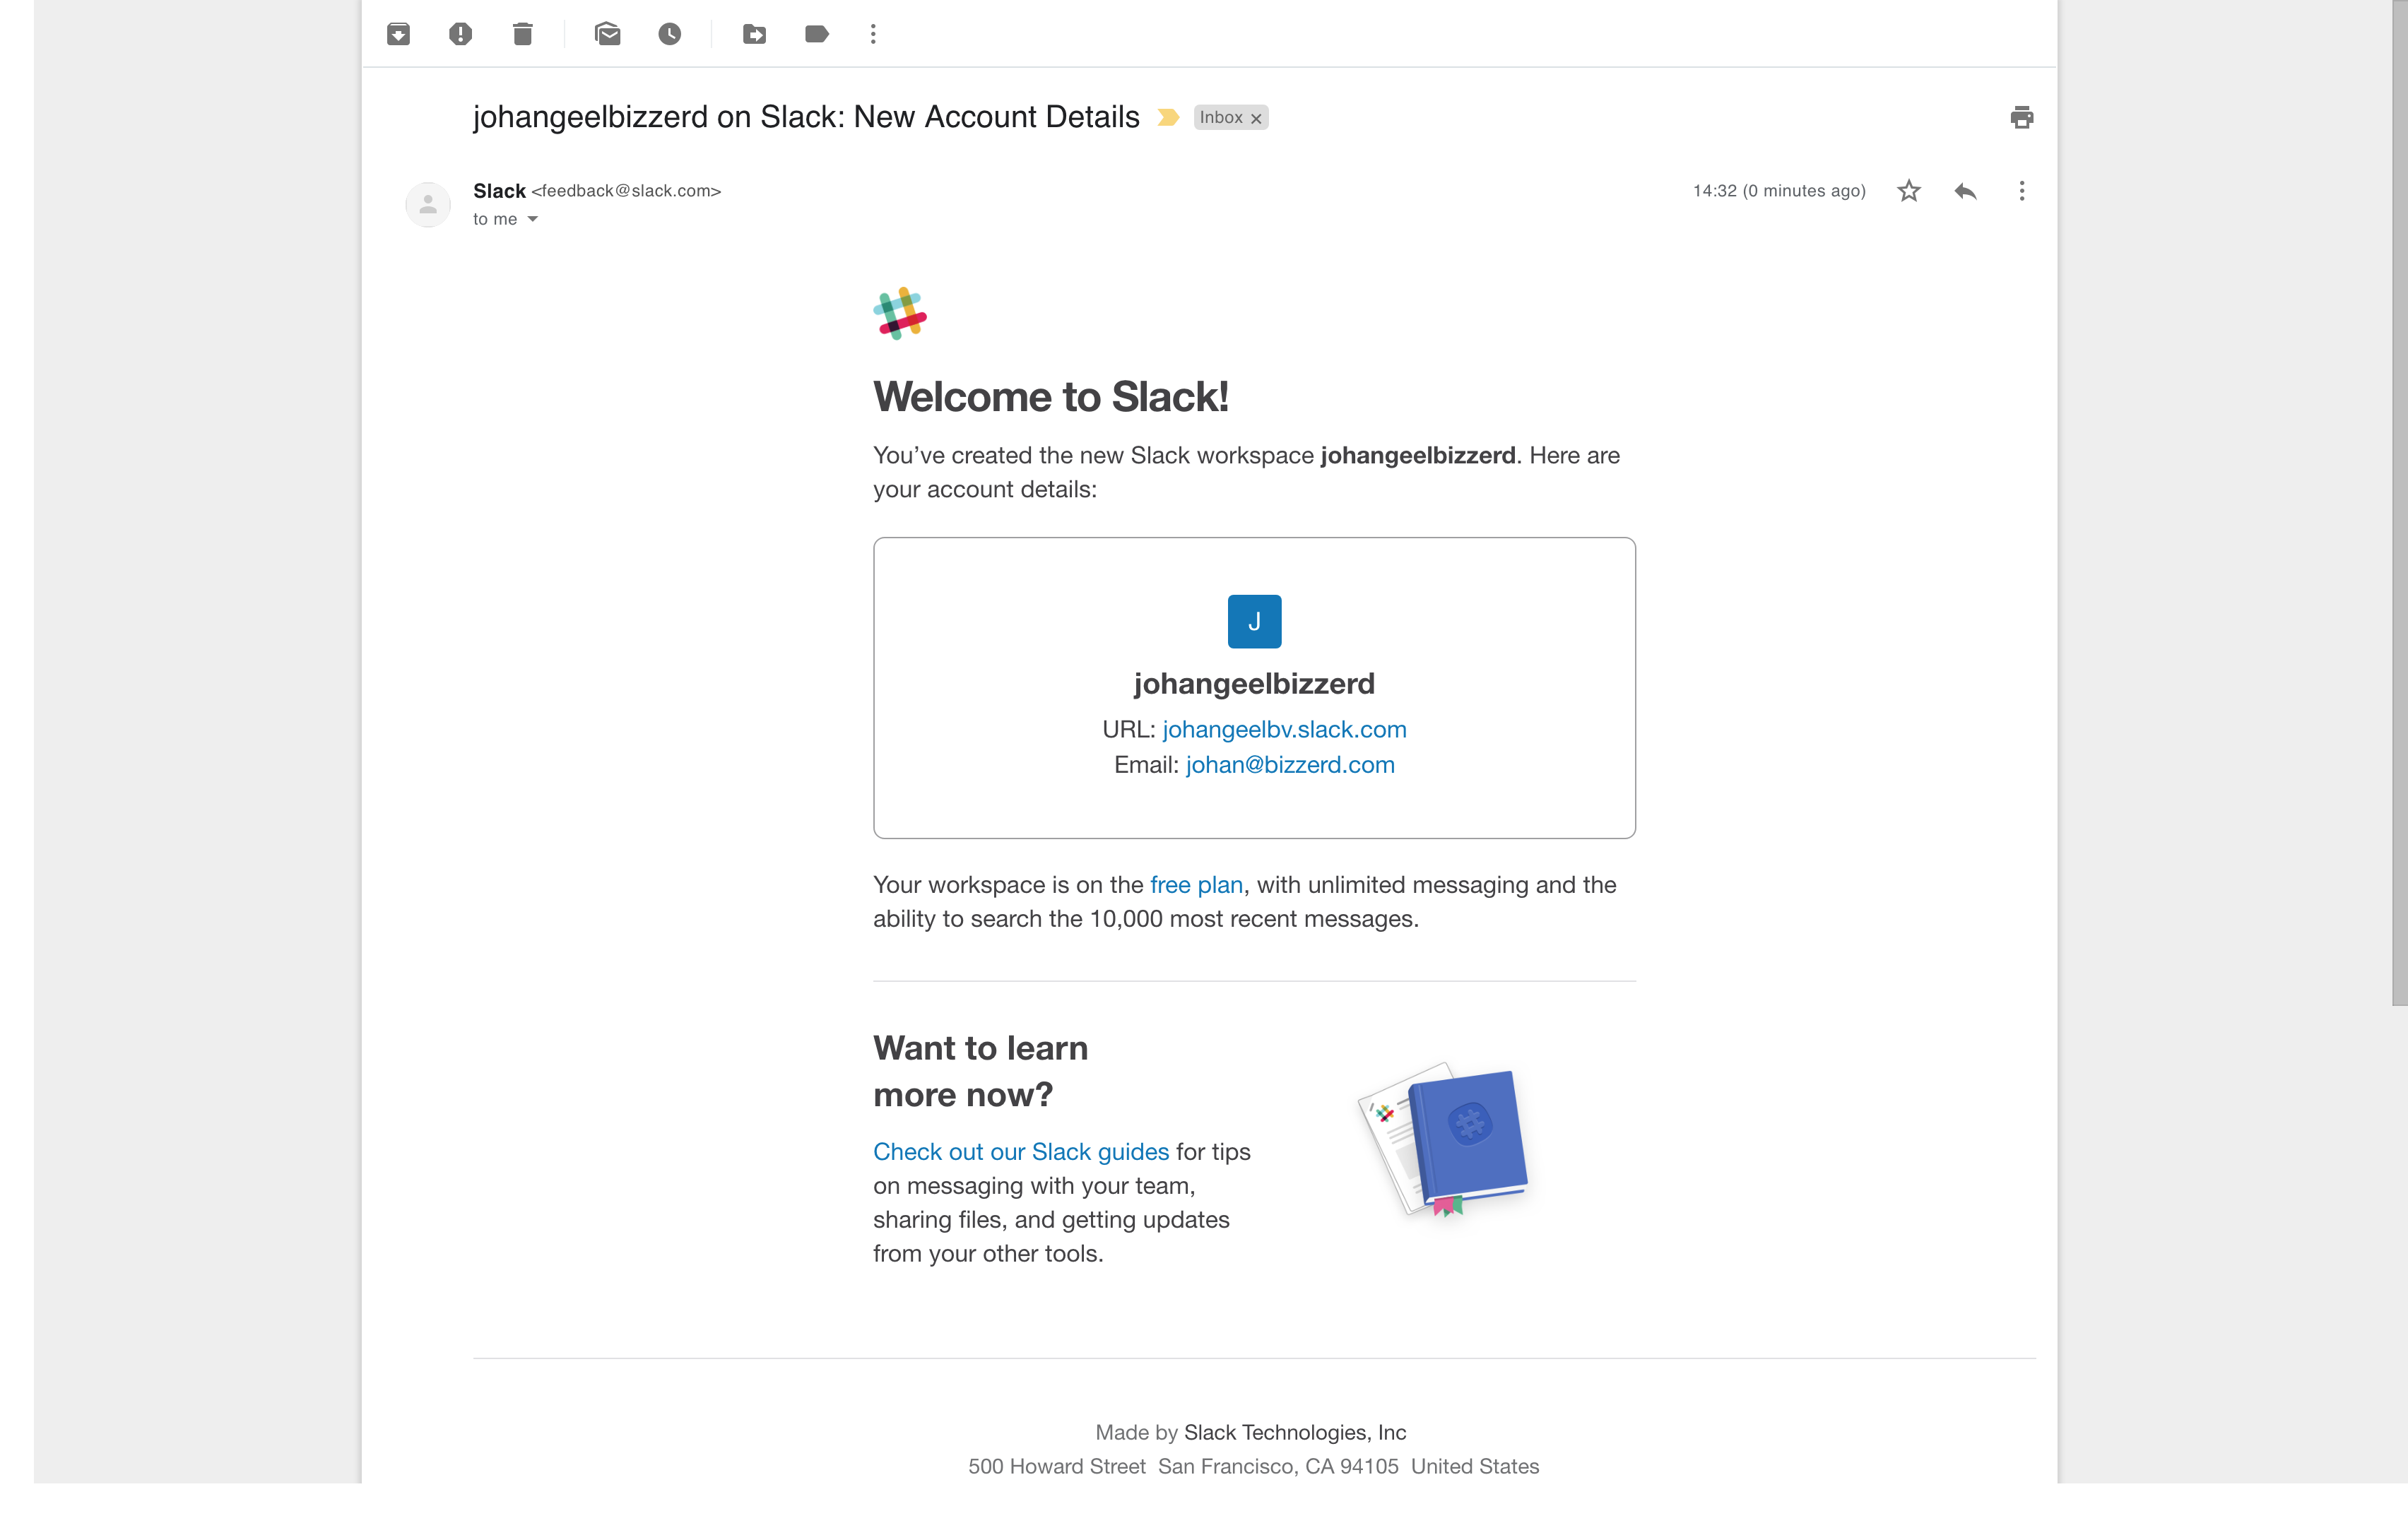 johangeelbizzerd on Slack: New Account Details Inbox x
Slack <feedback@slack.com> 14:32 (0 minutes ago)
to me
Welcome to Slack!
You’ve created the new Slack workspace johangeelbizzerd. Here are
your account details:
J
johangeelbizzerd
URL: johangeelbv.slack.com
Email: johan@bizzerd.com
Your workspace is on the free plan, with unlimited messaging and the
ability to search the 10,000 most recent messages.
Want to learn
more now?
Check out our Slack guides for tips
on messaging with your team,
sharing files, and getting updates
from your other tools.
Made by Slack Technologies, Inc
500 Howard Street  San Francisco, CA 94105  United States